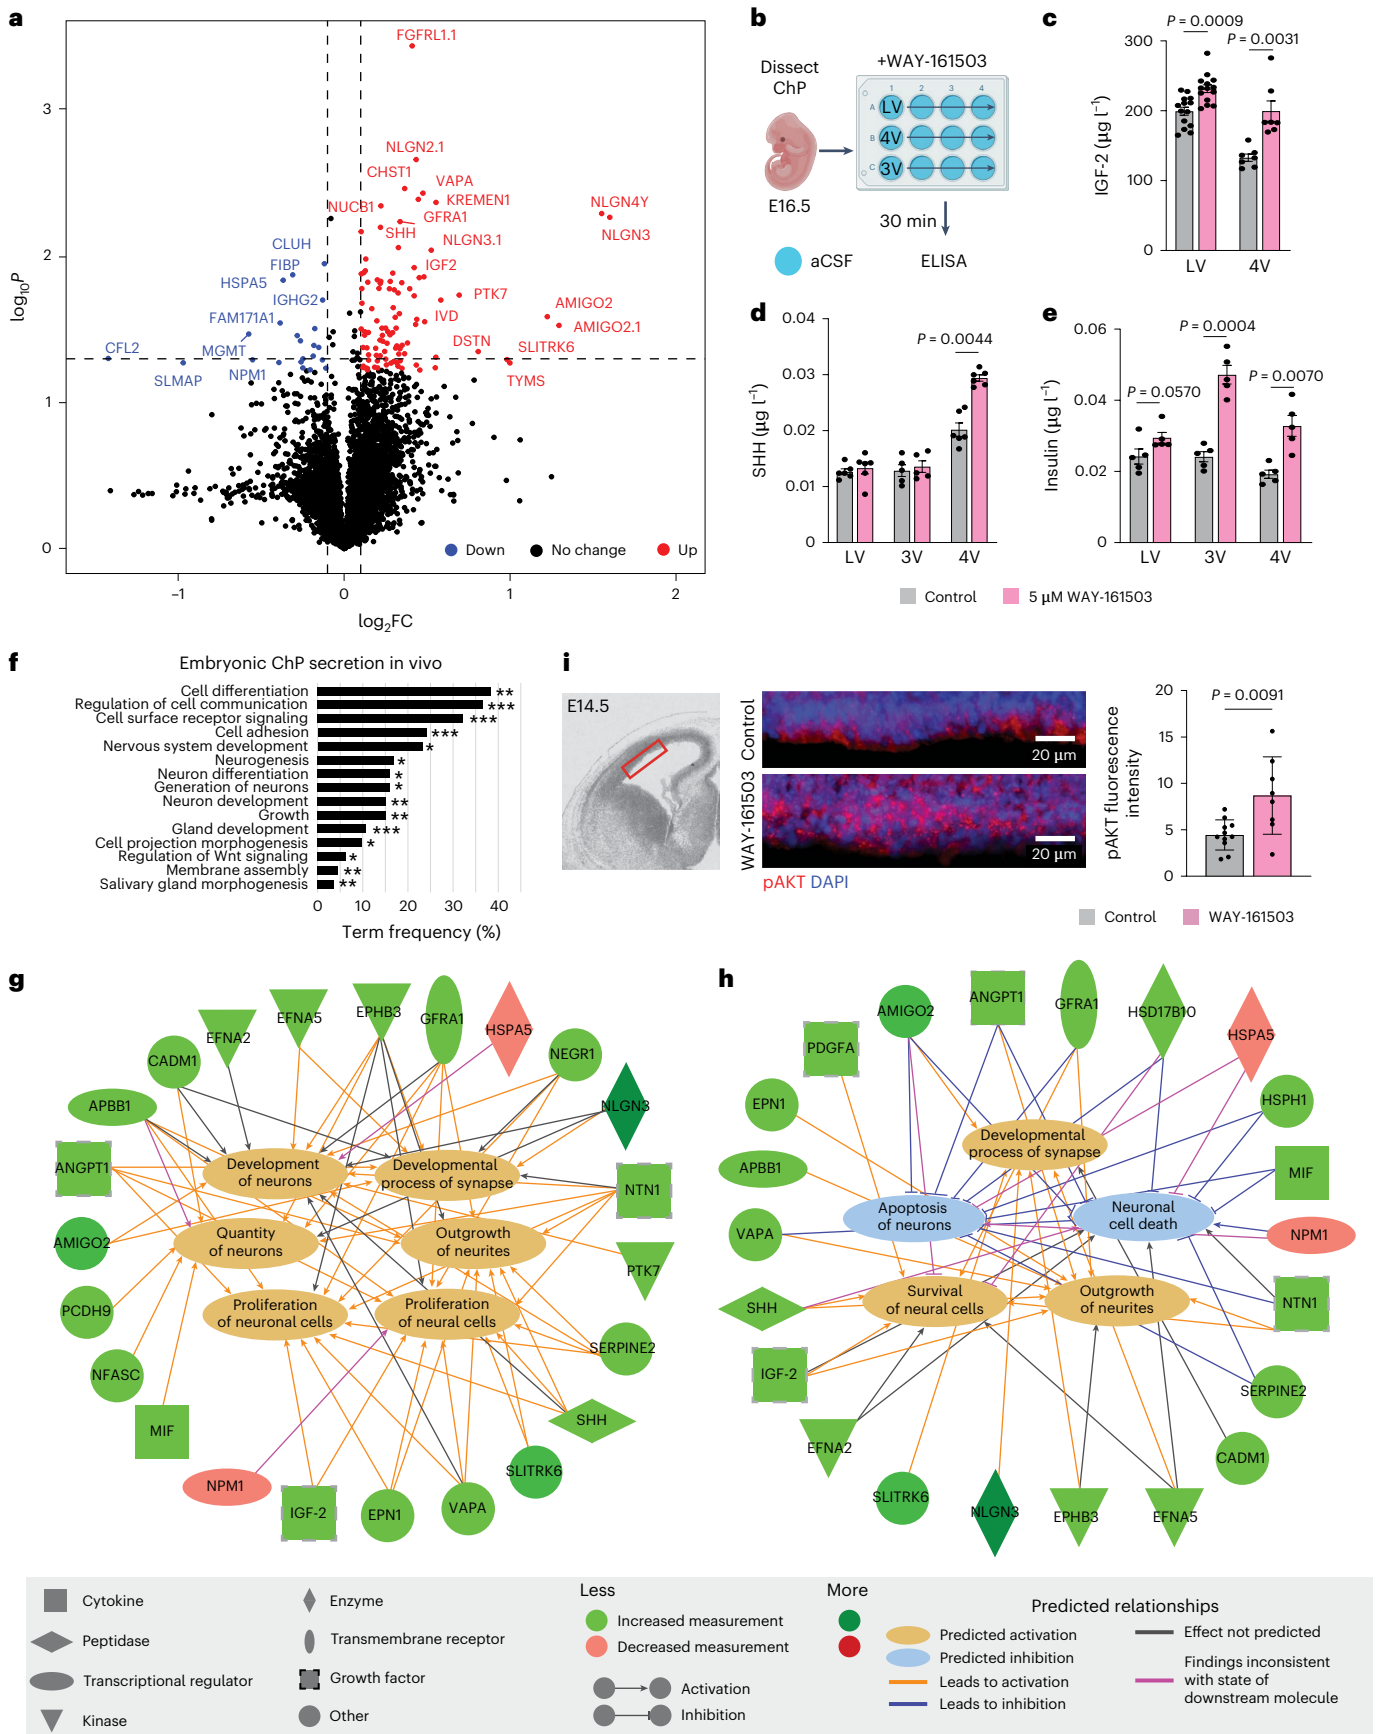 a
FGFRL1.1
NLGN2.1
CHST1
VAPA
KREMEN1
NUCB1
GFRA1
SHH
NLGN3.1
NLGN4Y
NLGN3
CLUH
FIBP
IGF2
HSPA5
IGHG2
PTK7
AMIGO2
FAM171A1
IVD
AMIGO2.1
CFL2
MGMT
DSTN
SLITRK6
SLMAP
NPM1
TYMS
3
2
1
0
log10P
Down
No change
Up
–1
0
1
2
log2FC
b
Dissect
ChP
+WAY-161503
1 2 3 4
A LV
B 4V
C 3V
E16.5
30 min
aCSF
ELISA
c
P = 0.0009
P = 0.0031
300
200
100
0
IGF-2 (µg l–1)
LV 4V
d
0.04
0.03
0.02
0.01
0
SHH (µg l–1)
P = 0.0044
LV 3V 4V
e
0.06
0.04
0.02
0
Insulin (µg l–1)
P = 0.0004
P = 0.0570
P = 0.0070
LV 3V 4V
Control
5 µM WAY-161503
f
Embryonic ChP secretion in vivo
Cell differentiation **
Regulation of cell communication ***
Cell surface receptor signaling ***
Cell adhesion ***
Nervous system development *
Neurogenesis *
Neuron differentiation *
Generation of neurons *
Neuron development **
Growth **
Gland development ***
Cell projection morphogenesis *
Regulation of Wnt signaling *
Membrane assembly **
Salivary gland morphogenesis **
0 10 20 30 40
Term frequency (%)
i
E14.5
Control
20 µm
WAY-161503
20 µm
pAKT DAPI
20
15
10
5
0
pAKT fluorescence
intensity
P = 0.0091
Control
WAY-161503
g
EFNA2
EFNA5
EPHB3
GFRA1
HSPA5
CADM1
NEGR1
APBB1
NLGN3
ANGPT1
Development
of neurons
Developmental
process of synapse
NTN1
AMIGO2
Quantity
of neurons
Outgrowth
of neurites
PTK7
PCDH9
Proliferation
of neuronal cells
Proliferation
of neural cells
SERPINE2
NFASC
MIF
SHH
NPM1
SLITRK6
IGF-2
EPN1
VAPA
h
AMIGO2
ANGPT1
GFRA1
HSD17B10
HSPA5
PDGFA
EPN1
HSPH1
Developmental
process of synapse
APBB1
MIF
VAPA
Apoptosis
of neurons
Neuronal
cell death
NPM1
SHH
Survival
of neural cells
Outgrowth
of neurites
NTN1
IGF-2
SERPINE2
EFNA2
CADM1
SLITRK6
NLGN3
EPHB3
EFNA5
Cytokine
Peptidase
Transcriptional regulator
Kinase
Enzyme
Transmembrane receptor
Growth factor
Other
Less
More
Increased measurement
Decreased measurement
Activation
Inhibition
Predicted relationships
Predicted activation
Predicted inhibition
Leads to activation
Leads to inhibition
Effect not predicted
Findings inconsistent
with state of
downstream molecule